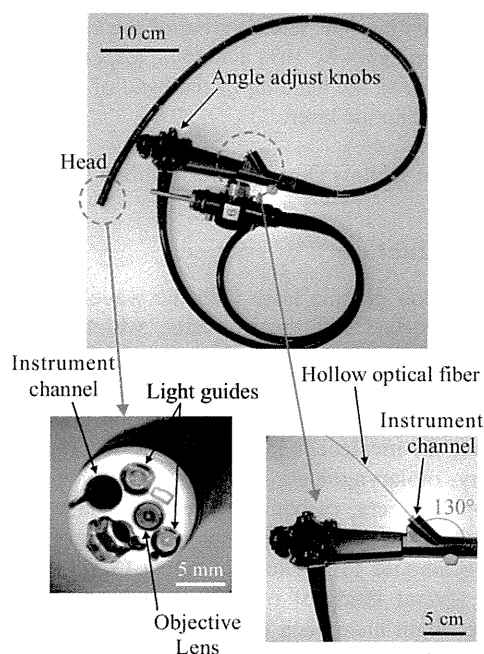 10 cm
Angle adjust knobs
Head
Instrument
channel
Light guides
Hollow optical fiber
Instrument
channel
130°
5 mm
5 cm
Objective
Lens